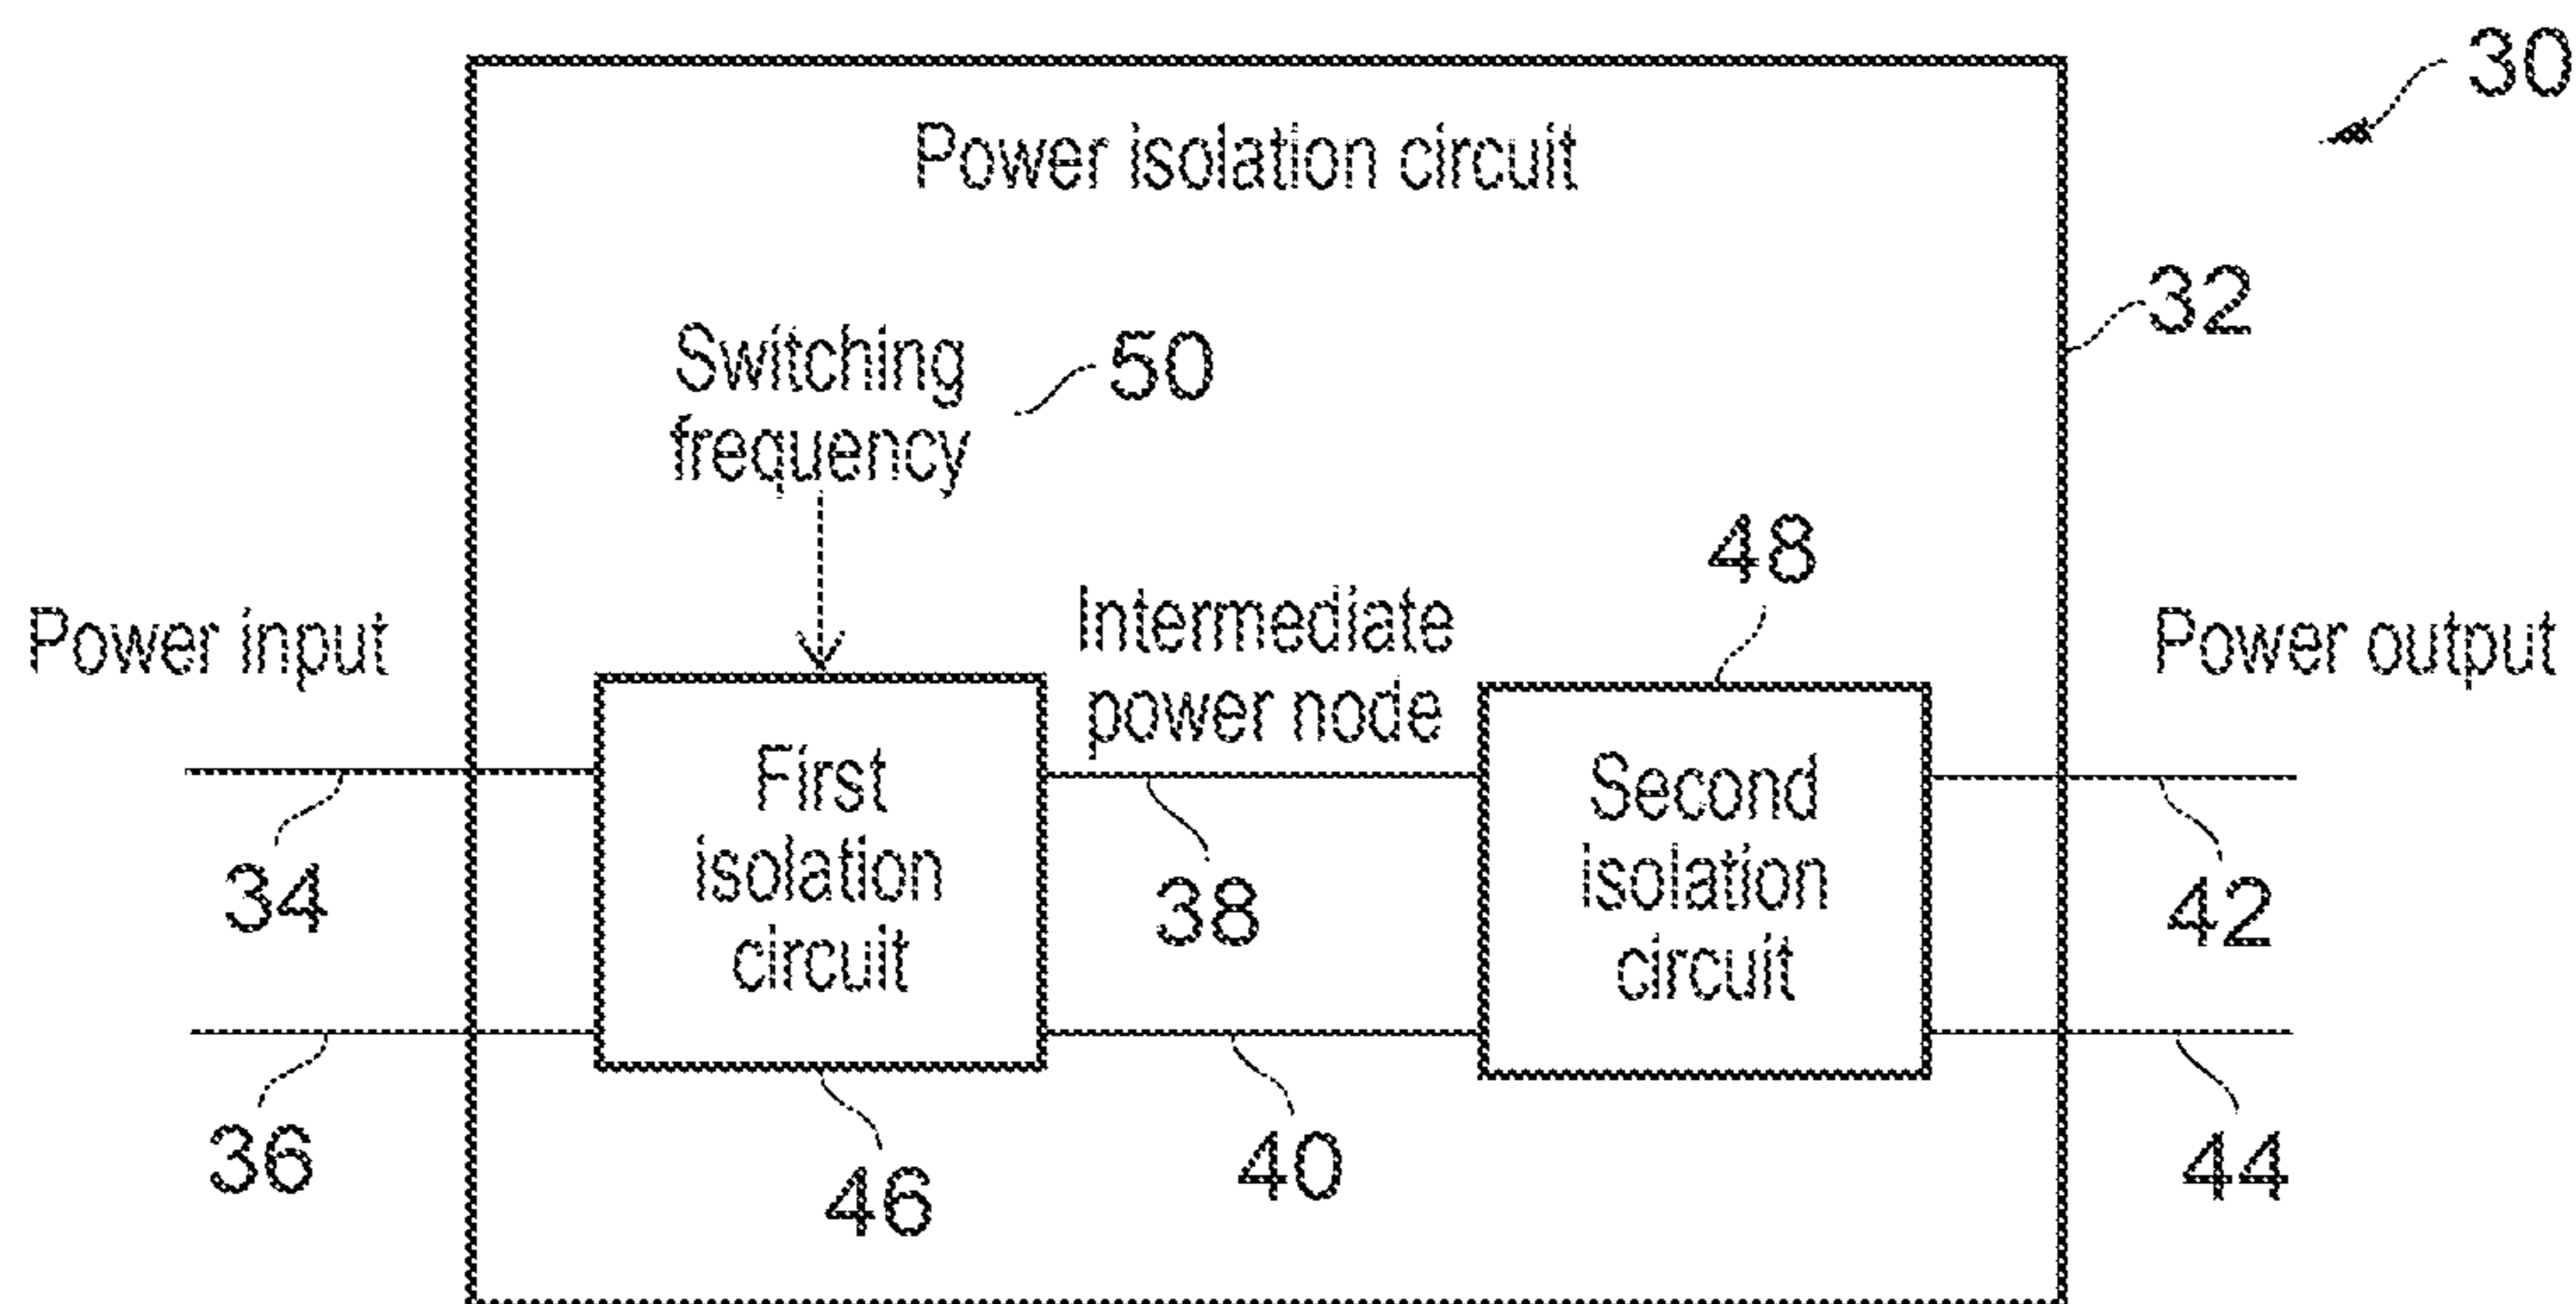 30
Power isolation circuit
32
Switching
frequency
50
48
Power input
Intermediate
power node
Power output
First
isolation
circuit
Second
isolation
circuit
34
38
42
36
46
40
44